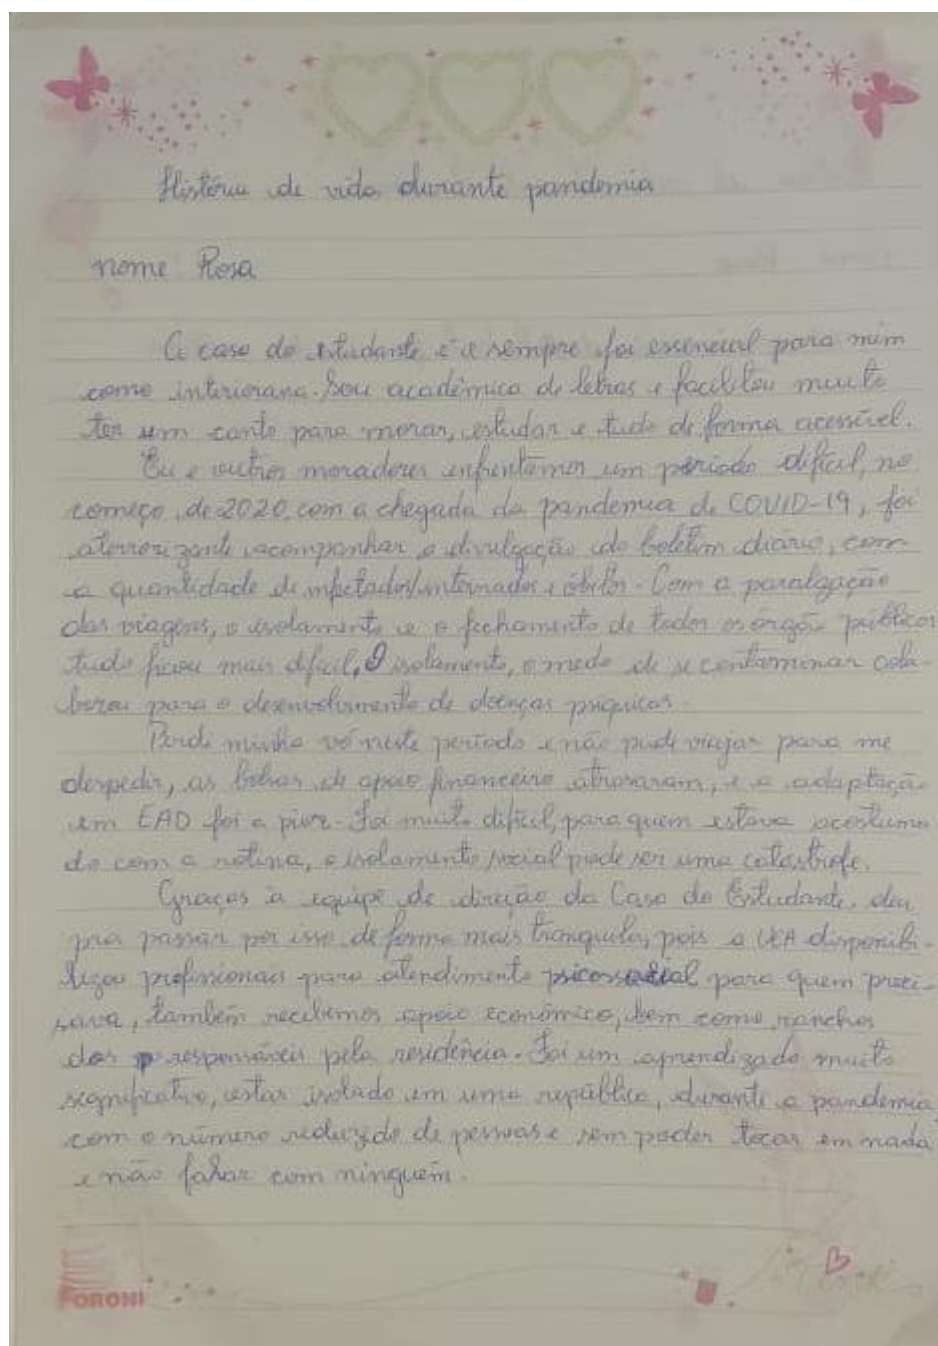 História de vida durante pandemia
nome Rosa
A casa do estudante, é e sempre foi essencial para mim
como interiorana. Sou acadêmica de letras e facilitou muito
ter um canto para morar, estudar e tudo de forma acessível.
Eu e outros moradores enfrentamos um período difícil, no
começo de 2020, com a chegada da pandemia de COVID-19, foi
aterrorizante acompanhar a divulgação do boletim diário, com
a quantidade de infectados/internados e óbitos. Com a paralgação
das viagens, o isolamento e o fechamento de todos os órgão públicos
tudo ficou mais difícil, O isolamento, o medo de se contaminar cola-
borou para o desenvolvimento de doenças psíquicas.
Perdi minha vó neste período e não pude viajar para me
despedir, as bolsas de apoio financeiro atrasaram, e a adaptação
em EAD foi a pior. Foi muito difícil, para quem estava acostuma
do com a rotina, o isolamento social pode ser uma catástrofe.
Graças à equipe de direção da Casa do Estudante, deu
pra passar por isso de forma mais tranquila, pois a UEA disponibi-
lizou profissionais para atendimento psicossocial para quem preci-
sava, também recebemos apoio econômico, bem como ranchos
dos responsáveis pela residência. Foi um aprendizado muito
significativo, estar isolado em uma república, durante a pandemia,
com o número reduzido de pessoas e sem poder tocar em nada
e não falar com ninguém.
FORONI